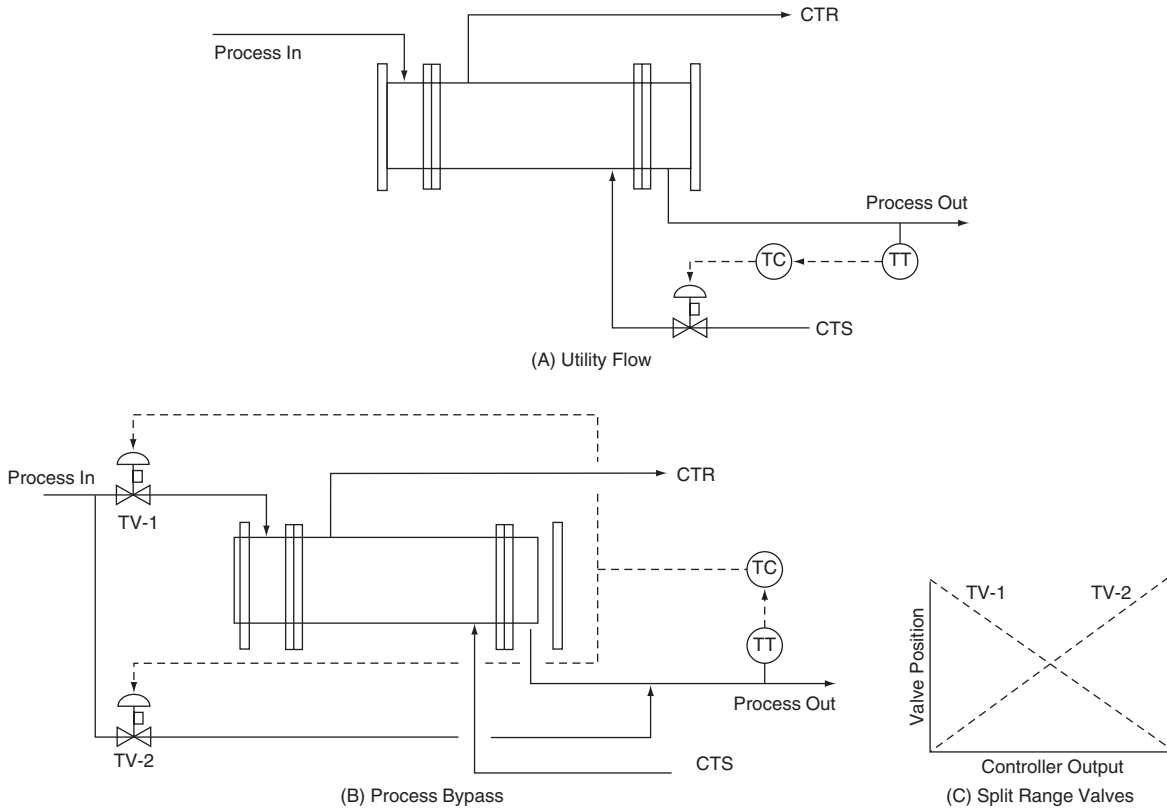 CTR
Process In
Process Out
TC
TT
CTS
(A) Utility Flow
Process In
TV-1
CTR
TC
TT
Process Out
TV-2
CTS
(B) Process Bypass
TV-1
TV-2
Valve Position
Controller Output
(C) Split Range Valves